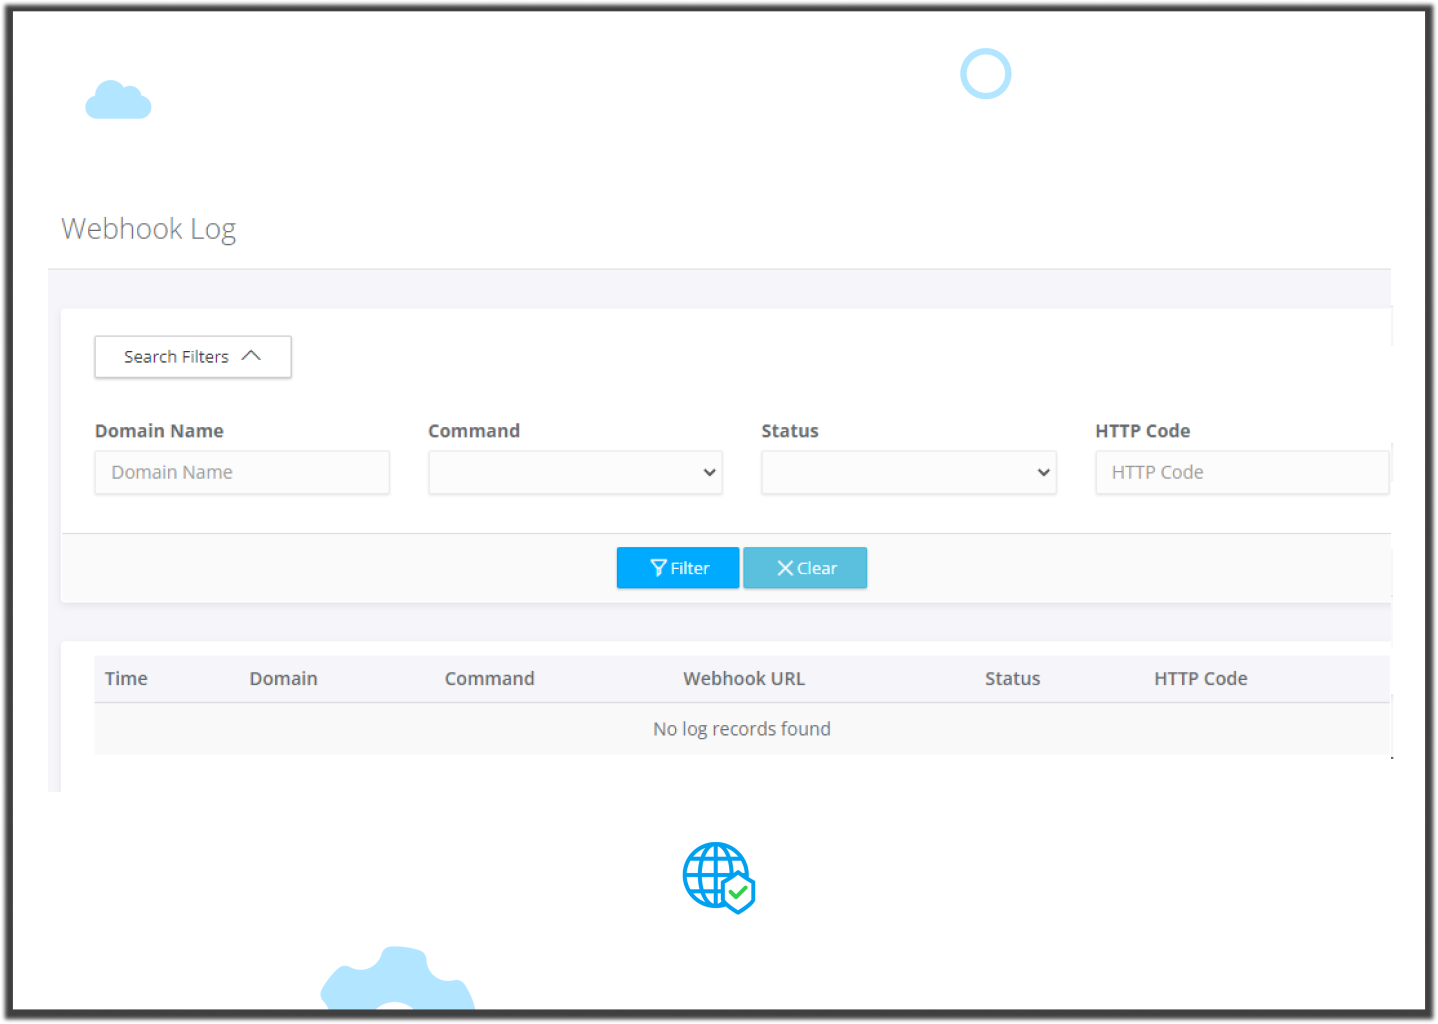 Webhook Log
Search Filters
Domain Name Command Status HTTP Code
Domain Name HTTP Code
Filter Clear
Time Domain Command Webhook URL Status HTTP Code
No log records found